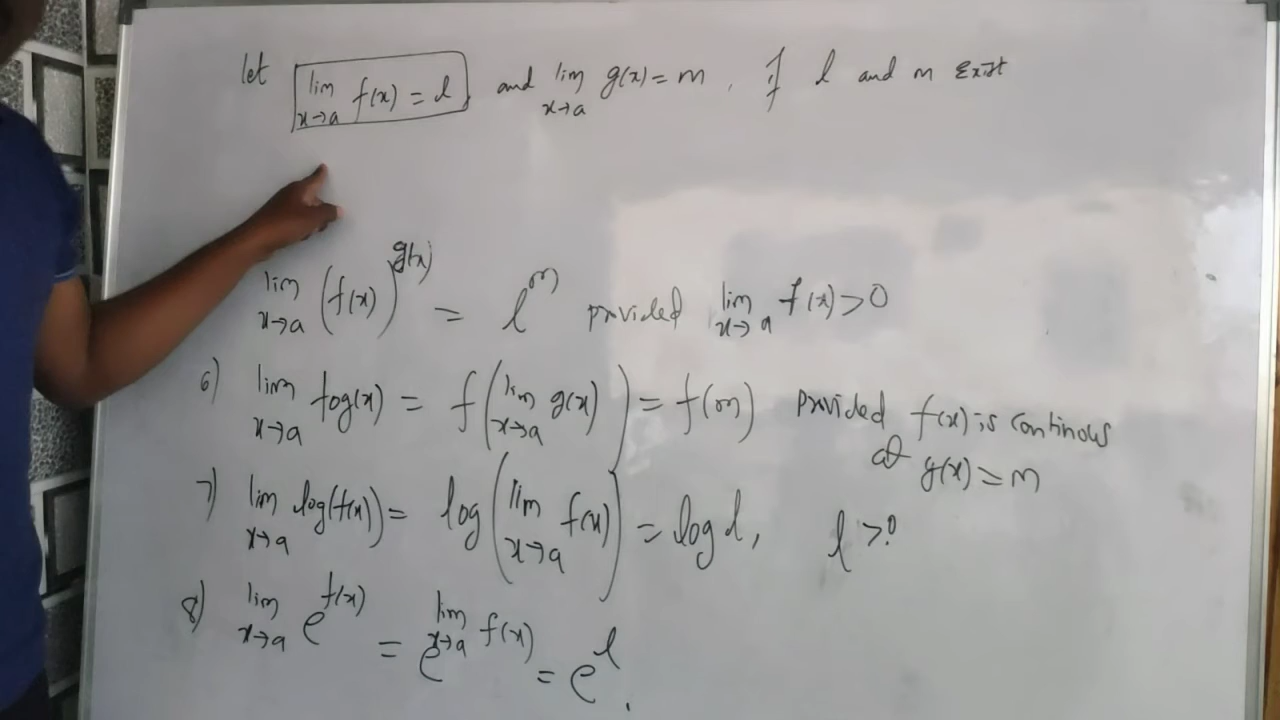 let lim x→a f(x) = l and lim x→a g(x) = m , If l and m Exist
lim x→a (f(x))^g(x) = l^m provided lim x→a f(x) > 0
6) lim x→a fog(x) = f(lim x→a g(x)) = f(m) provided f(x) is continous
at g(x) = m
7) lim x→a log(f(x)) = log(lim x→a f(x)) = log l, l > 0
8) lim x→a e^f(x) = e^lim x→a f(x) = e^l .